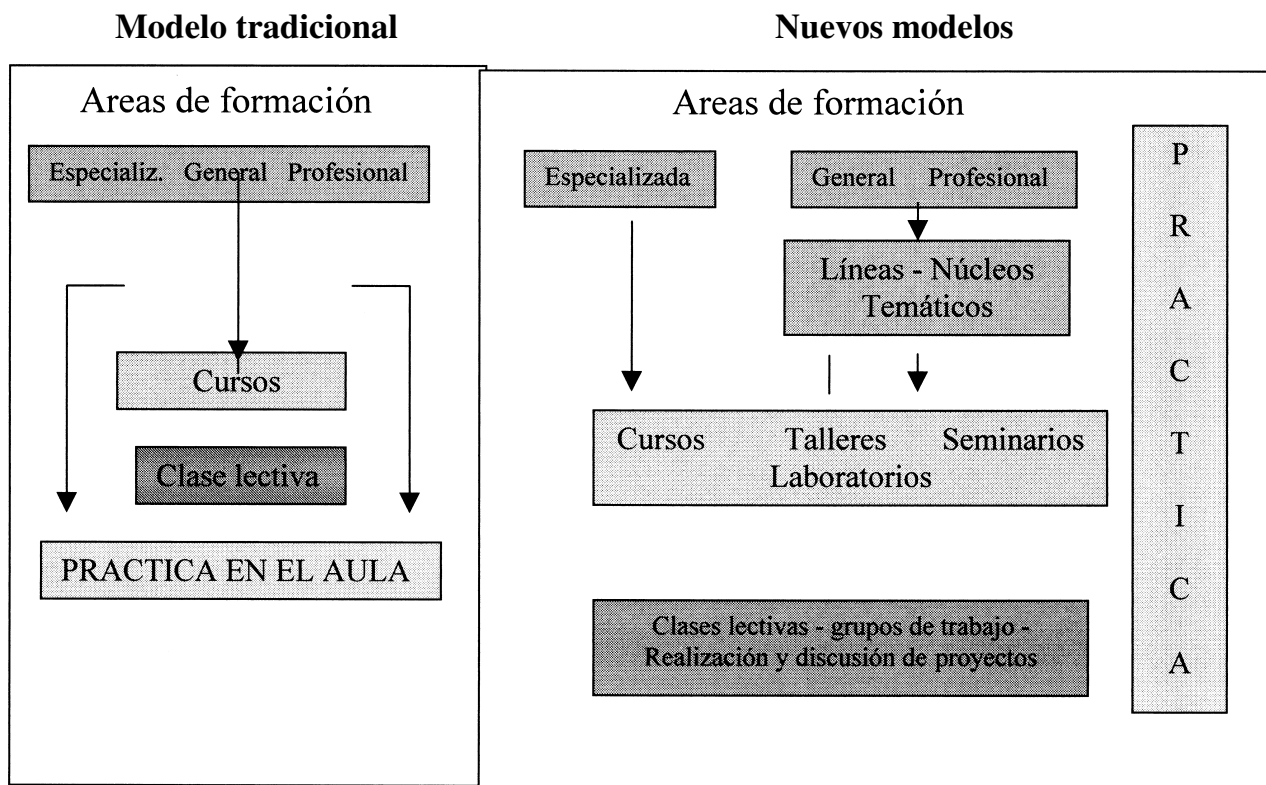 Modelo tradicional
Areas de formación
Especializ. General Profesional
Cursos
Clase lectiva
PRACTICA EN EL AULA
Nuevos modelos
Areas de formación
Especializada
General Profesional
Líneas - Núcleos
Temáticos
Cursos Talleres Seminarios
Laboratorios
Clases lectivas - grupos de trabajo -
Realización y discusión de proyectos
P
R
A
C
T
I
C
A